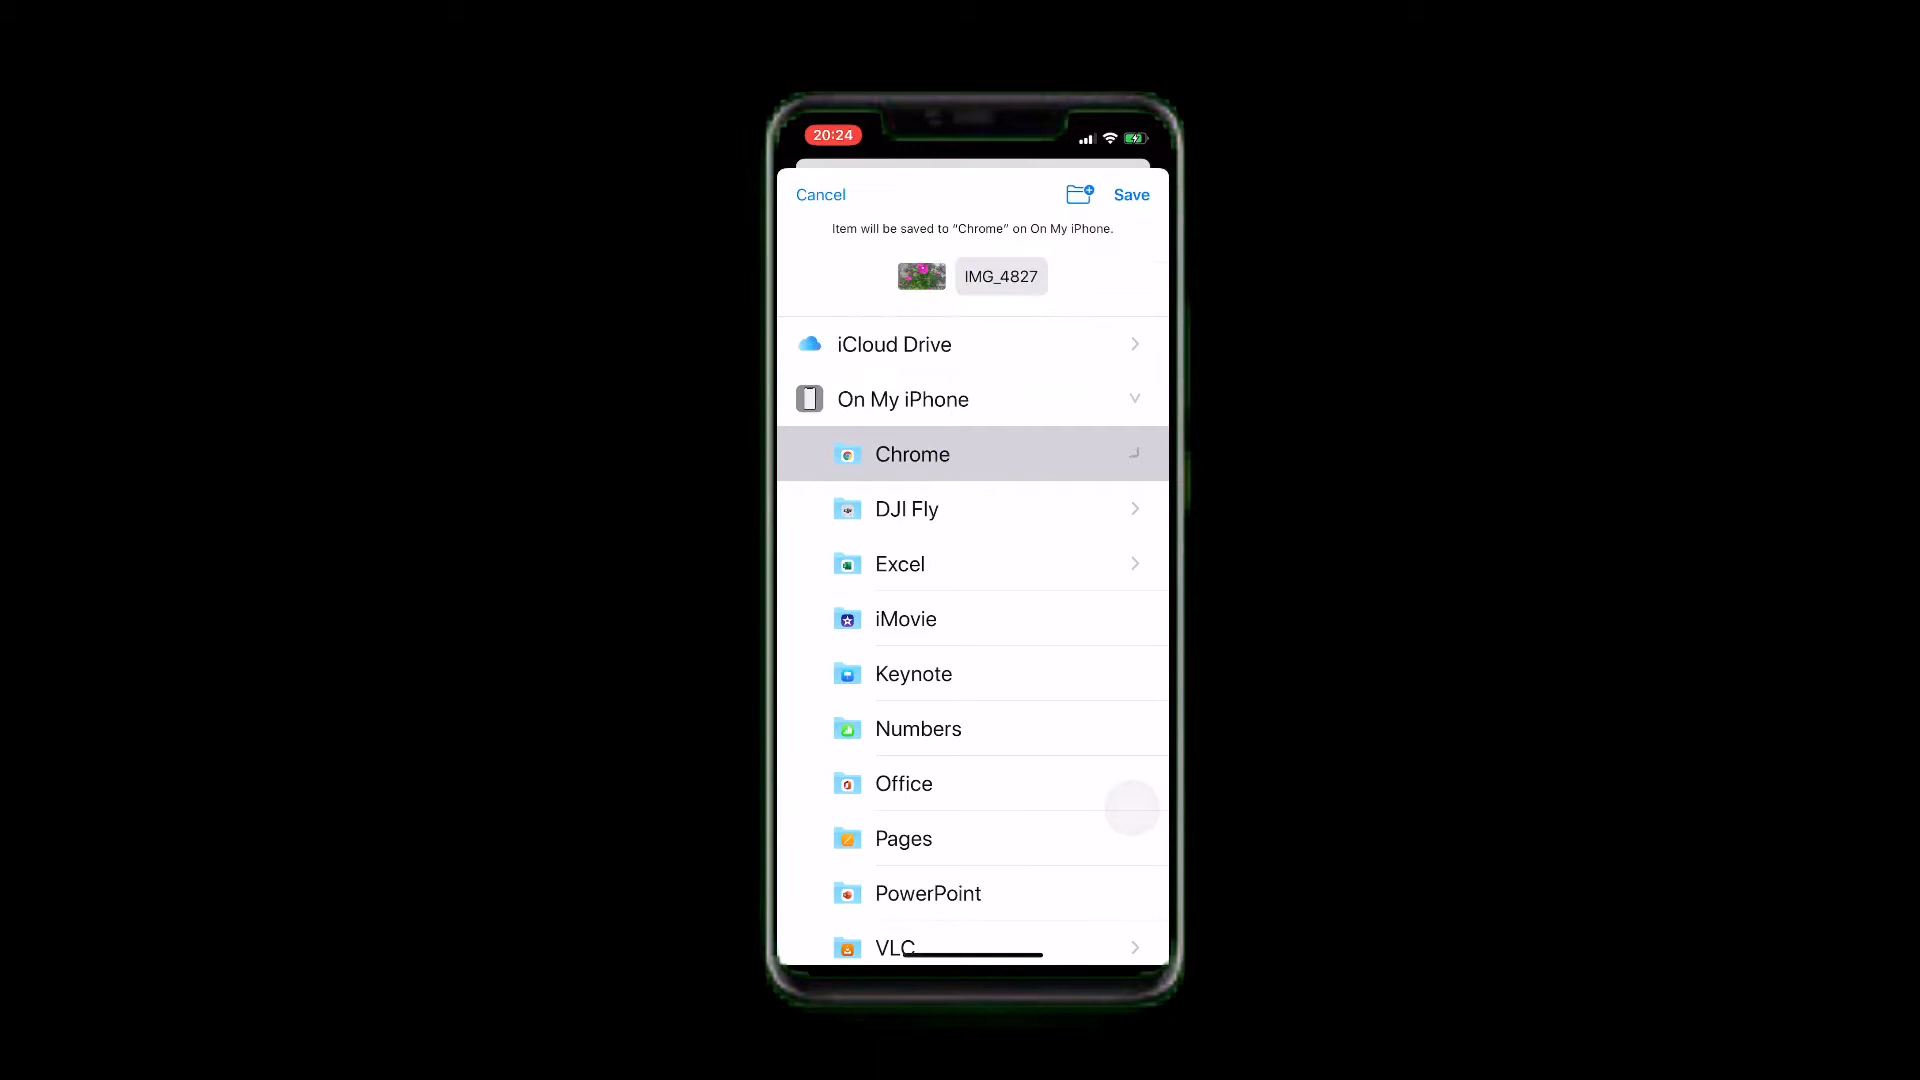 20:24
Cancel
Save
Item will be saved to “Chrome” on On My iPhone.
IMG_4827
iCloud Drive
On My iPhone
Chrome
DJI Fly
Excel
iMovie
Keynote
Numbers
Office
Pages
PowerPoint
VLC